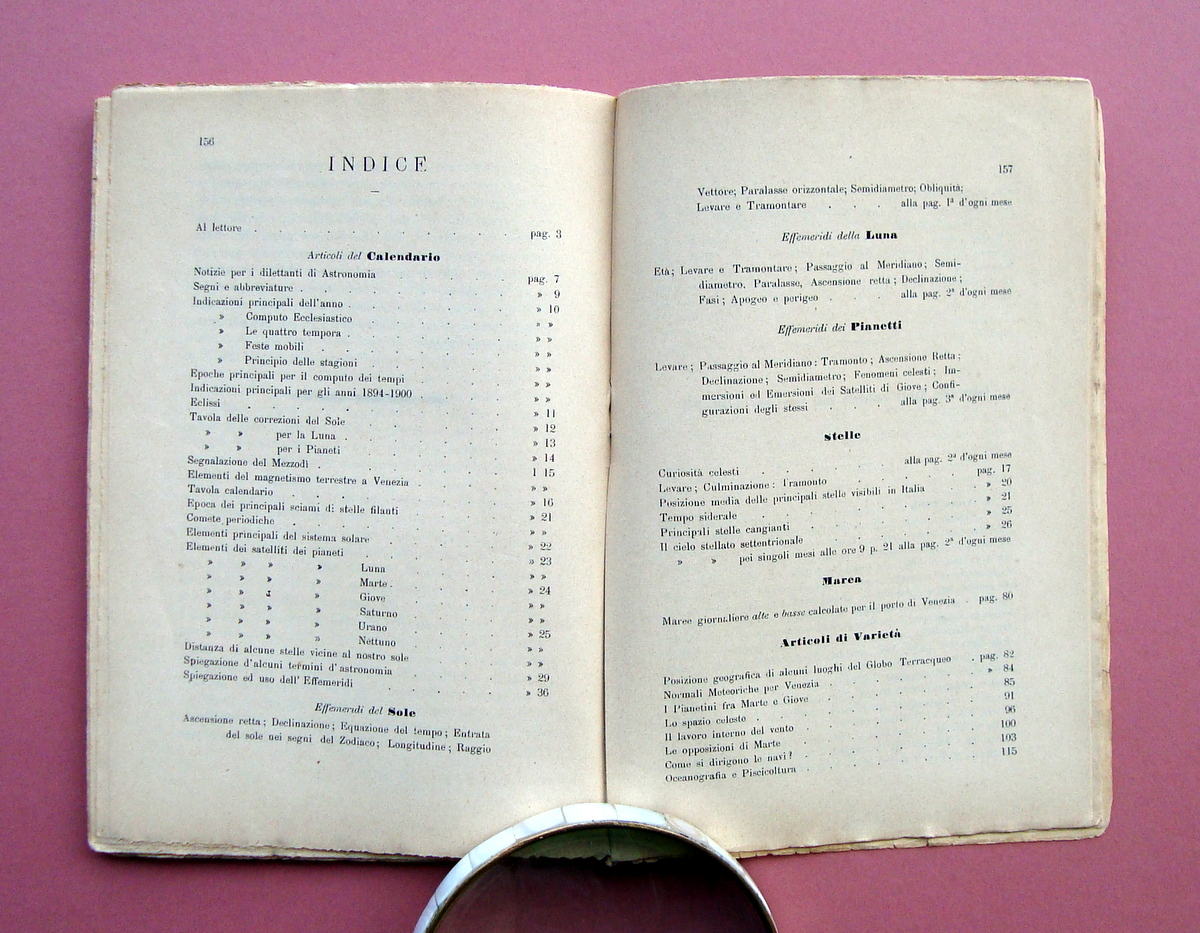 156
INDICE
Al lettore . . . . . . . . . . . pag. 3
Articoli del Calendario
Notizie per i dilettanti di Astronomia . . . . pag. 7
Segni e abbreviature . . . . . . . » 9
Indicazioni principali dell'anno . . . . . » 10
» Computo Ecclesiastico . . . . . » »
» Le quattro tempora . . . . . » »
» Feste mobili . . . . . . » »
» Principio delle stagioni . . . . » »
Epoche principali per il computo dei tempi . . . » »
Indicazioni principali per gli anni 1894-1900 . . . » »
Eclissi . . . . . . . . » 11
Tavola delle correzioni del Sole . . . . » 12
» » per la Luna . . . . . » 13
» » per i Pianeti . . . . . » 14
Segnalazione del Mezzodì . . . . . . 1 15
Elementi del magnetismo terrestre a Venezia . . . » »
Tavola calendario . . . . . . . » 16
Epoca dei principali sciami di stelle filanti . . . » 21
Comete periodiche . . . . . . . » »
Elementi principali del sistema solare . . . . » 22
Elementi dei satelliti dei pianeti . . . . » 23
» » » » Luna . . . » »
» » » » Marte . . . . » 24
» » » Giove . . . » »
» » » » Saturno . . . » »
» » » » Urano . . . » 25
» » » » Nettuno . . . » »
Distanza di alcune stelle vicine al nostro sole . . . » »
Spiegazione d'alcuni termini d'astronomia . . . » 29
Spiegazione ed uso dell'Effemeridi . . . . » 36
Effemeridi del Sole
Ascensione retta; Declinazione; Equazione del tempo; Entrata
del sole nei segni del Zodiaco; Longitudine; Raggio
157
Vettore; Paralasse orizzontale; Semidiametro; Obliquità;
Levare e Tramontare . . . alla pag. 1ª d'ogni mese
Effemeridi della Luna
Età; Levare e Tramontare; Passaggio al Meridiano; Semi-
diametro, Paralasse, Ascensione retta; Declinazione;
Fasi; Apogeo e perigeo . . . alla pag. 2ª d'ogni mese
Effemeridi dei Pianetti
Levare; Passaggio al Meridiano: Tramonto; Ascensione Retta;
Declinazione; Semidiametro; Fenomeni celesti; Im-
mersioni ed Emersioni dei Satelliti di Giove; Confi-
gurazioni degli stessi . . . alla pag. 3ª d'ogni mese
Stelle
Curiosità celesti . . . . . alla pag. 2ª d'ogni mese
Levare; Culminazione: Tramonto . . . . . pag. 17
Posizione media delle principali stelle visibili in Italia . » 20
Tempo siderale . . . . . . . » 21
Principali stelle cangianti . . . . . » 25
Il cielo stellato settentrionale . . . . . » 26
» » pei singoli mesi alle ore 9 p. 21 alla pag. 2ª d'ogni mese
Marea
Maree giornaliere alte e basse calcolate per il porto di Venezia . pag. 80
Articoli di Varietà
Posizione geografica di alcuni luoghi del Globo Terracqueo . pag. 82
Normali Meteoriche per Venezia . . . . . » 84
I Pianetini fra Marte e Giove . . . . . 85
Lo spazio celeste . . . . . . . 91
Il lavoro interno del vento . . . . . 96
Le opposizioni di Marte . . . . . . 100
Come si dirigono le navi? . . . . . . 103
Oceanografia e Piscicoltura . . . . . . 115